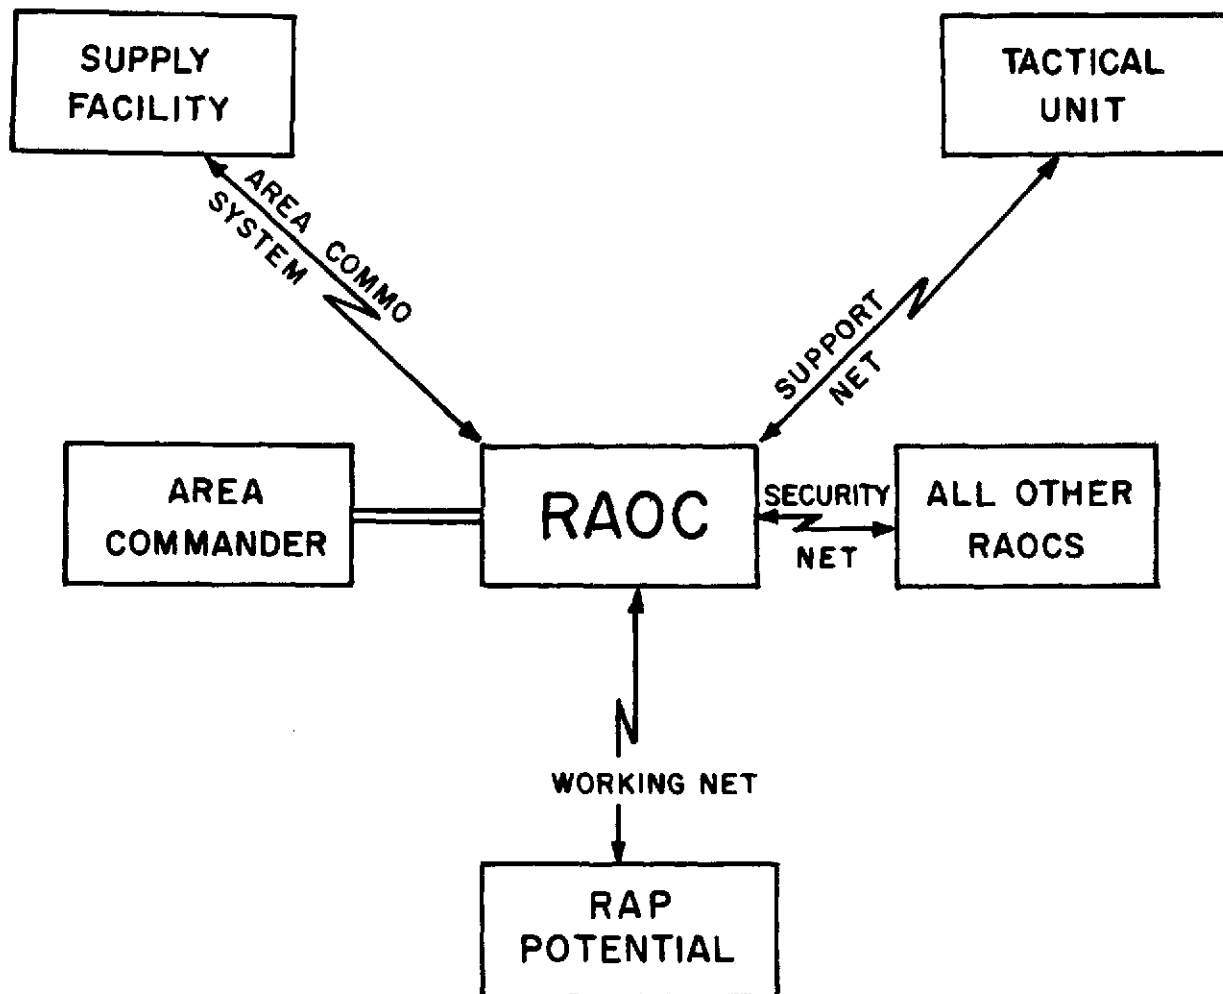 SUPPLY
FACILITY
TACTICAL
UNIT
AREA COMMO
SYSTEM
SUPPORT
NET
AREA
COMMANDER
RAOC
SECURITY
NET
ALL OTHER
RAOCS
WORKING NET
RAP
POTENTIAL